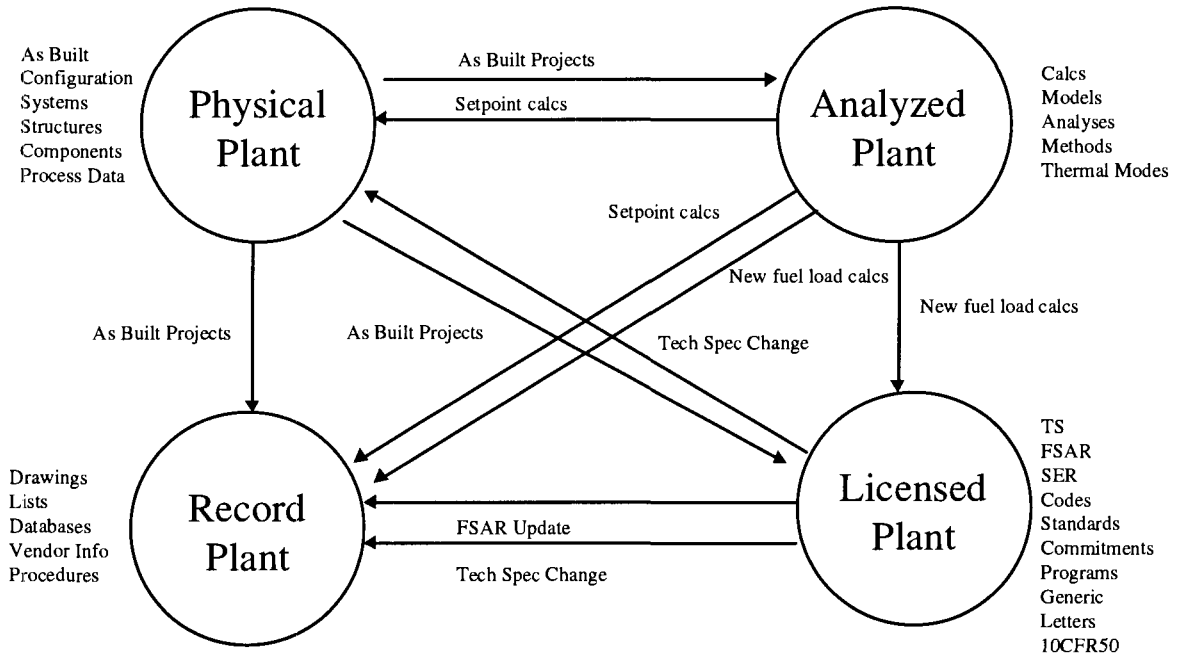 As Built
Configuration
Systems
Structures
Components
Process Data
Physical
Plant
As Built Projects
Setpoint calcs
Analyzed
Plant
Calcs
Models
Analyses
Methods
Thermal Modes
Setpoint calcs
New fuel load calcs
New fuel load calcs
As Built Projects
As Built Projects
Tech Spec Change
Drawings
Lists
Databases
Vendor Info
Procedures
Record
Plant
FSAR Update
Tech Spec Change
Licensed
Plant
TS
FSAR
SER
Codes
Standards
Commitments
Programs
Generic
Letters
10CFR50